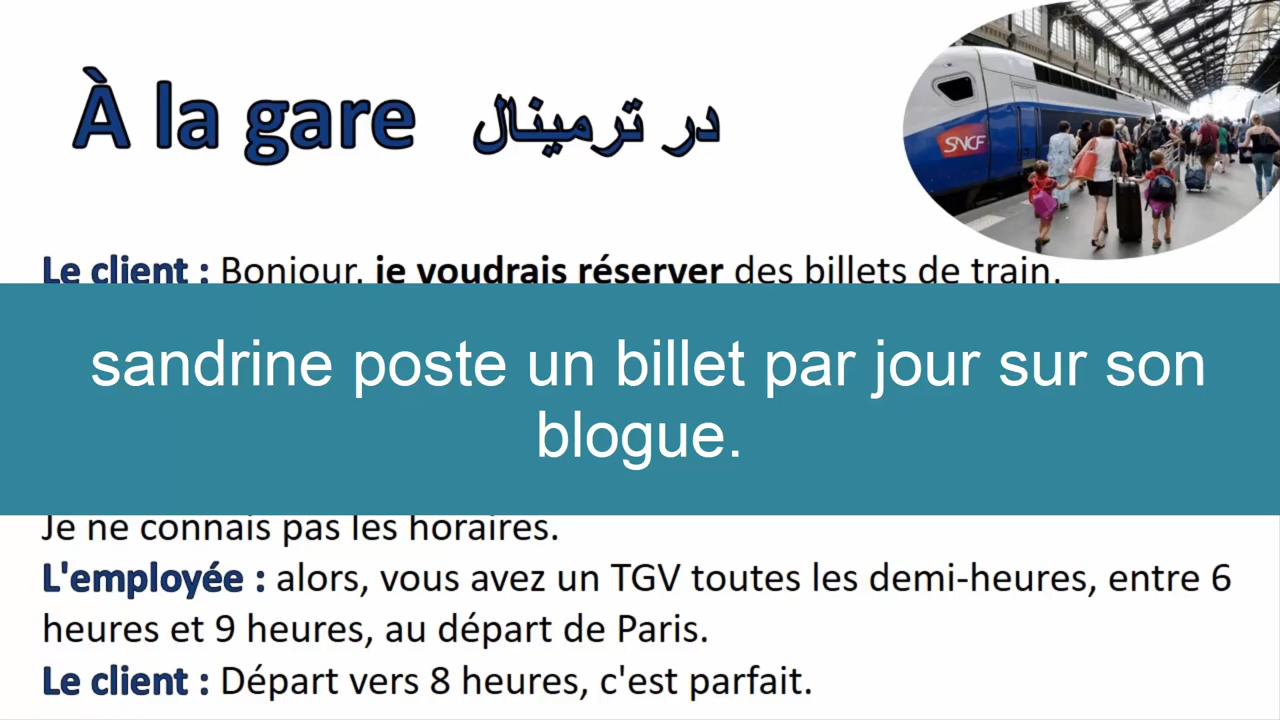 À la gare در ترمینال
SNCF
Le client : Bonjour, je voudrais réserver des billets de train.
sandrine poste un billet par jour sur son
blogue.
Je ne connais pas les horaires.
L'employée : alors, vous avez un TGV toutes les demi-heures, entre 6
heures et 9 heures, au départ de Paris.
Le client : Départ vers 8 heures, c'est parfait.